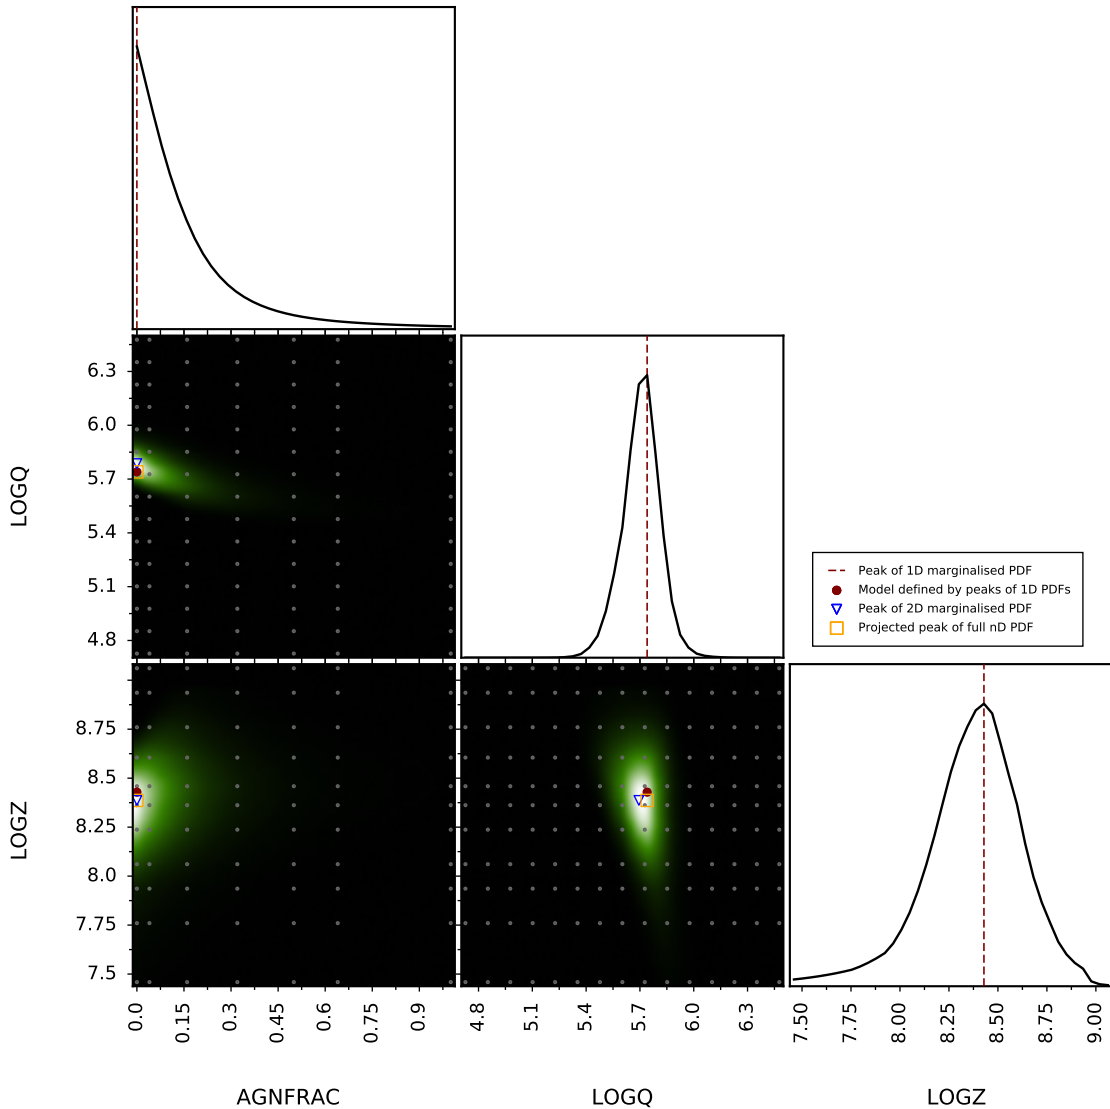 6.3
6.0
5.7
5.4
5.1
4.8
LOGQ
Peak of 1D marginalised PDF
Model defined by peaks of 1D PDFs
Peak of 2D marginalised PDF
Projected peak of full nD PDF
8.75
8.5
8.25
8.0
7.75
7.5
LOGZ
0.0 0.15 0.3 0.45 0.6 0.75 0.9
4.8 5.1 5.4 5.7 6.0 6.3
7.50 7.75 8.00 8.25 8.50 8.75 9.00
AGNFRAC LOGQ LOGZ